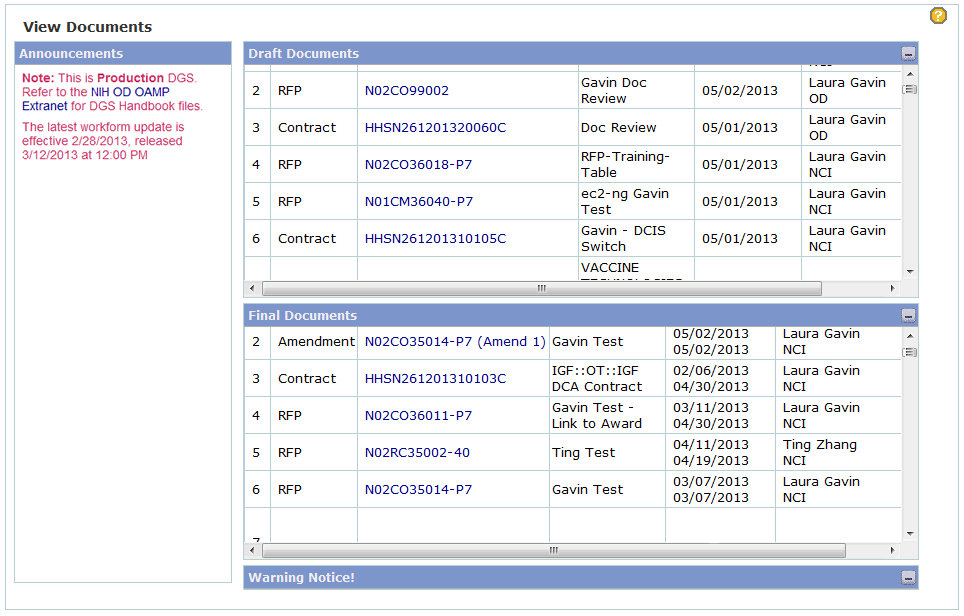 View Documents
Announcements
Note: This is Production DGS.
Refer to the NIH OD OAMP
Extranet for DGS Handbook files.
The latest workform update is
effective 2/28/2013, released
3/12/2013 at 12:00 PM
Draft Documents
NCI
2 RFP N02CO99002 Gavin Doc Review 05/02/2013 Laura Gavin OD
3 Contract HHSN261201320060C Doc Review 05/01/2013 Laura Gavin OD
4 RFP N02CO36018-P7 RFP-Training-Table 05/01/2013 Laura Gavin NCI
5 RFP N01CM36040-P7 ec2-ng Gavin Test 05/01/2013 Laura Gavin NCI
6 Contract HHSN261201310105C Gavin - DCIS Switch 05/01/2013 Laura Gavin NCI
VACCINE
Final Documents
2 Amendment N02CO35014-P7 (Amend 1) Gavin Test 05/02/2013 05/02/2013 Laura Gavin NCI
3 Contract HHSN261201310103C IGF::OT::IGF DCA Contract 02/06/2013 04/30/2013 Laura Gavin NCI
4 RFP N02CO36011-P7 Gavin Test - Link to Award 03/11/2013 04/30/2013 Laura Gavin NCI
5 RFP N02RC35002-40 Ting Test 04/11/2013 04/19/2013 Ting Zhang NCI
6 RFP N02CO35014-P7 Gavin Test 03/07/2013 03/07/2013 Laura Gavin NCI
7
Warning Notice!